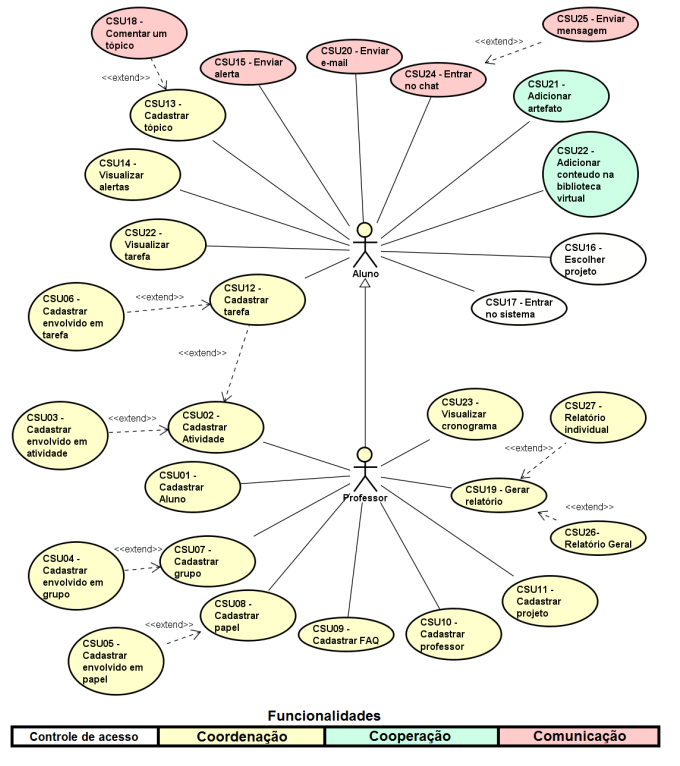 CSU18 -
Comentar um
tópico
CSU25 - Enviar
mensagem
<<extend>>
CSU20 - Enviar
e-mail
CSU15 - Enviar
alerta
CSU24 - Entrar
no chat
<<extend>>
CSU21 -
Adicionar
artefato
CSU13 -
Cadastrar
tópico
CSU22 -
Adicionar
conteudo na
biblioteca
virtual
CSU14 -
Visualizar
alertas
CSU22 -
Visualizar
tarefa
CSU16 -
Escolher
projeto
Aluno
CSU12 -
Cadastrar
tarefa
CSU06 -
Cadastrar
envolvido em
tarefa
<<extend>>
CSU17 - Entrar
no sistema
<<extend>>
CSU23 -
Visualizar
cronograma
CSU27 -
Relatório
individual
CSU03 -
Cadastrar
envolvido em
atividade
<<extend>>
CSU02 -
Cadastrar
Atividade
<<extend>>
CSU01 -
Cadastrar
Aluno
Professor
CSU19 - Gerar
relatório
<<extend>>
CSU26-
Relatório Geral
CSU04 -
Cadastrar
envolvido em
grupo
<<extend>>
CSU07 -
Cadastrar
grupo
CSU11 -
Cadastrar
projeto
CSU08 -
Cadastrar
papel
<<extend>>
CSU05 -
Cadastrar
envolvido em
papel
CSU09 -
Cadastrar FAQ
CSU10 -
Cadastrar
professor
Funcionalidades
Controle de acesso
Coordenação
Cooperação
Comunicação